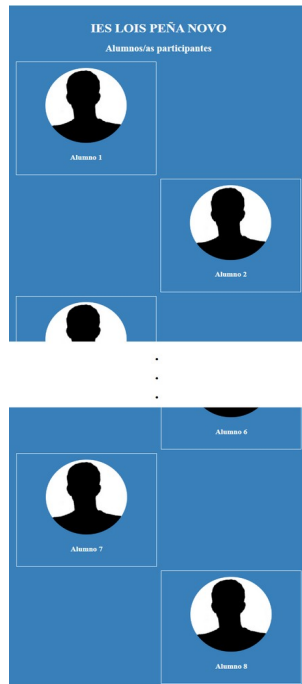 IES LOIS PEÑA NOVO
Alumnos/as participantes
Alumno 1
Alumno 2
Alumno 6
Alumno 7
Alumno 8